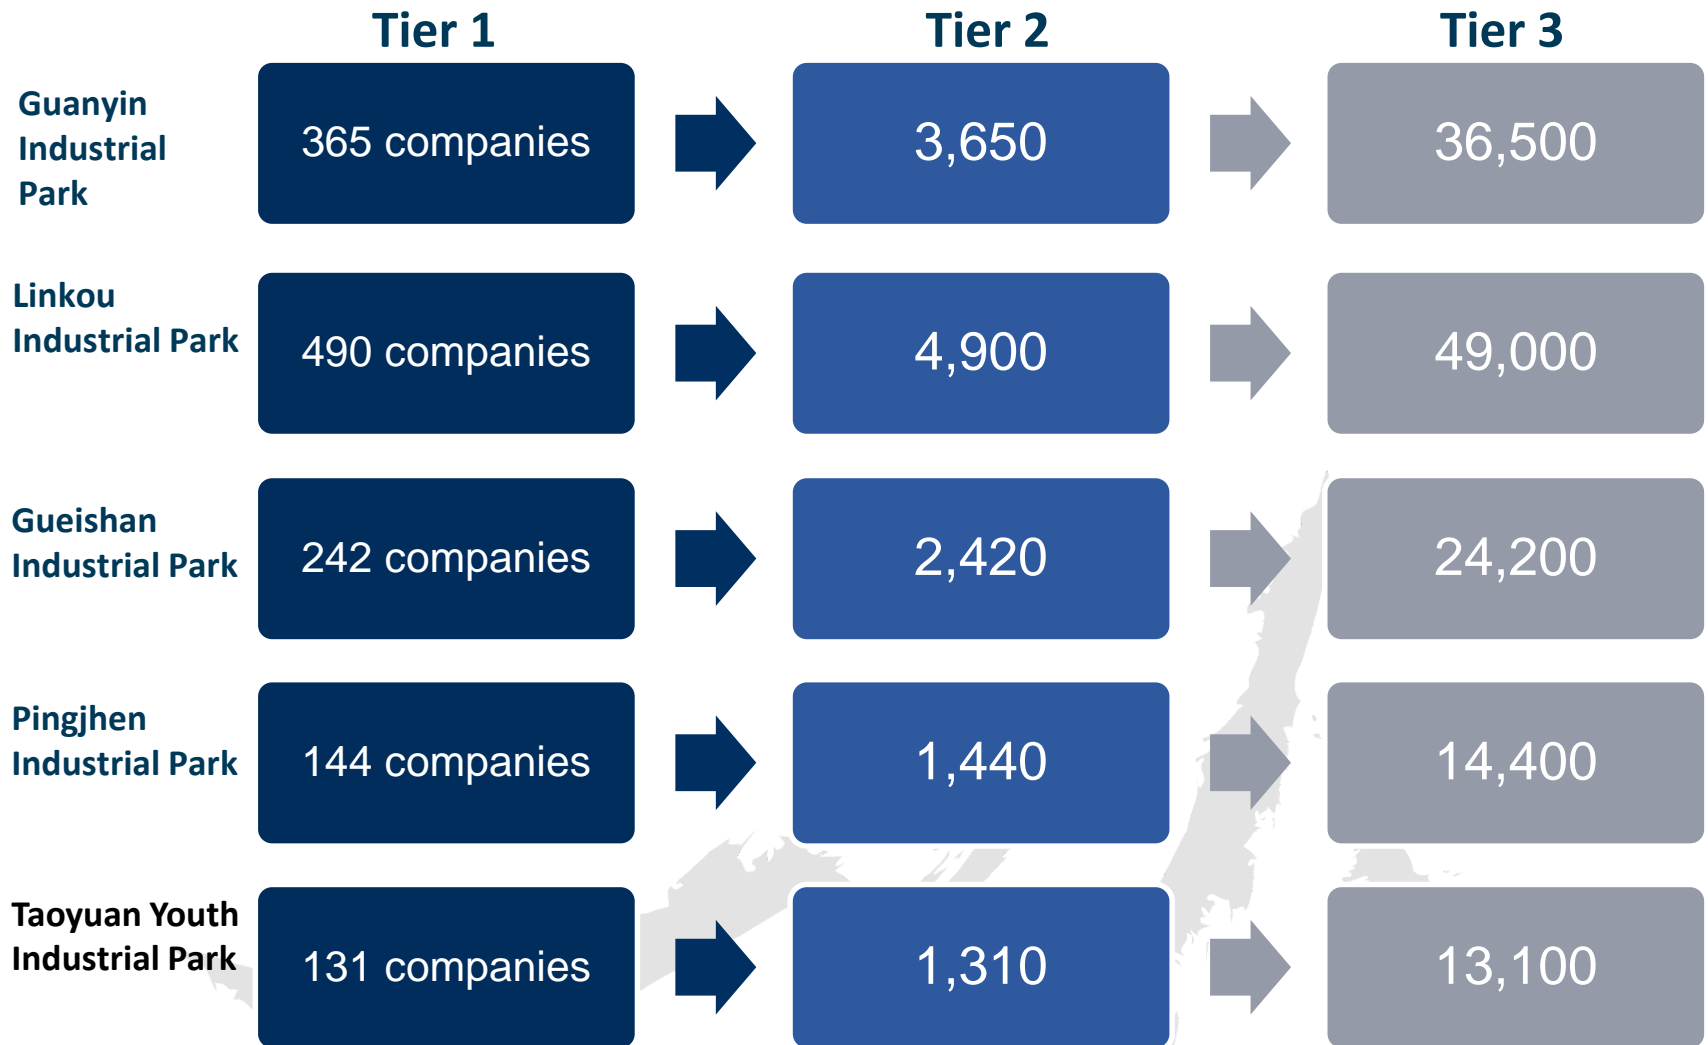 Tier 1
Tier 2
Tier 3
Guanyin
Industrial
Park
365 companies
3,650
36,500
Linkou
Industrial Park
490 companies
4,900
49,000
Gueishan
Industrial Park
242 companies
2,420
24,200
Pingjhen
Industrial Park
144 companies
1,440
14,400
Taoyuan Youth
Industrial Park
131 companies
1,310
13,100